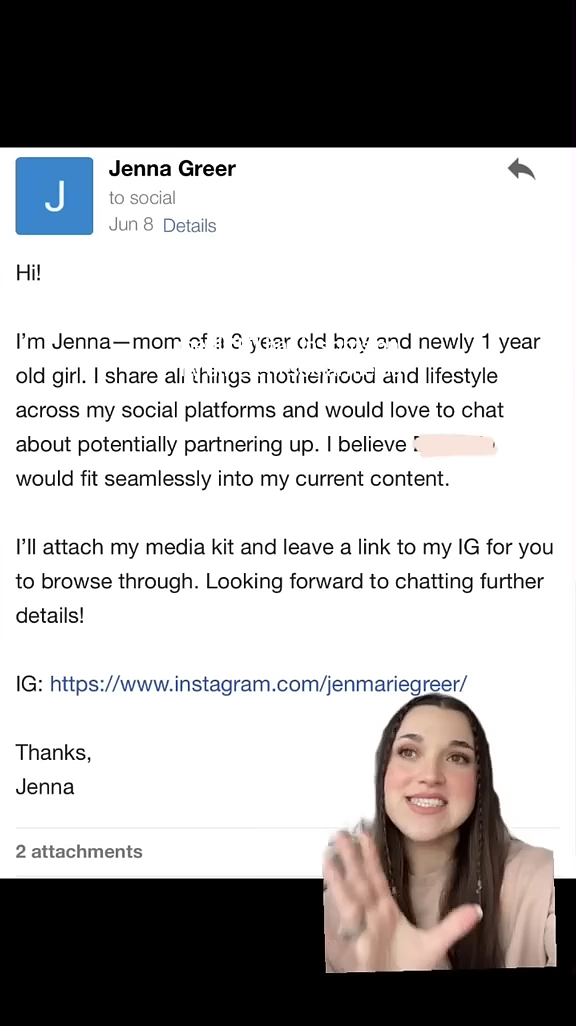 J
Jenna Greer
to social
Jun 8 Details
Hi!
I'm Jenna—mom of a year old boy and newly 1 year
old girl. I share all things motherhood and lifestyle
across my social platforms and would love to chat
about potentially partnering up. I believe
would fit seamlessly into my current content.
I'll attach my media kit and leave a link to my IG for you
to browse through. Looking forward to chatting further
details!
IG: https://www.instagram.com/jenmariegreer/
Thanks,
Jenna
2 attachments